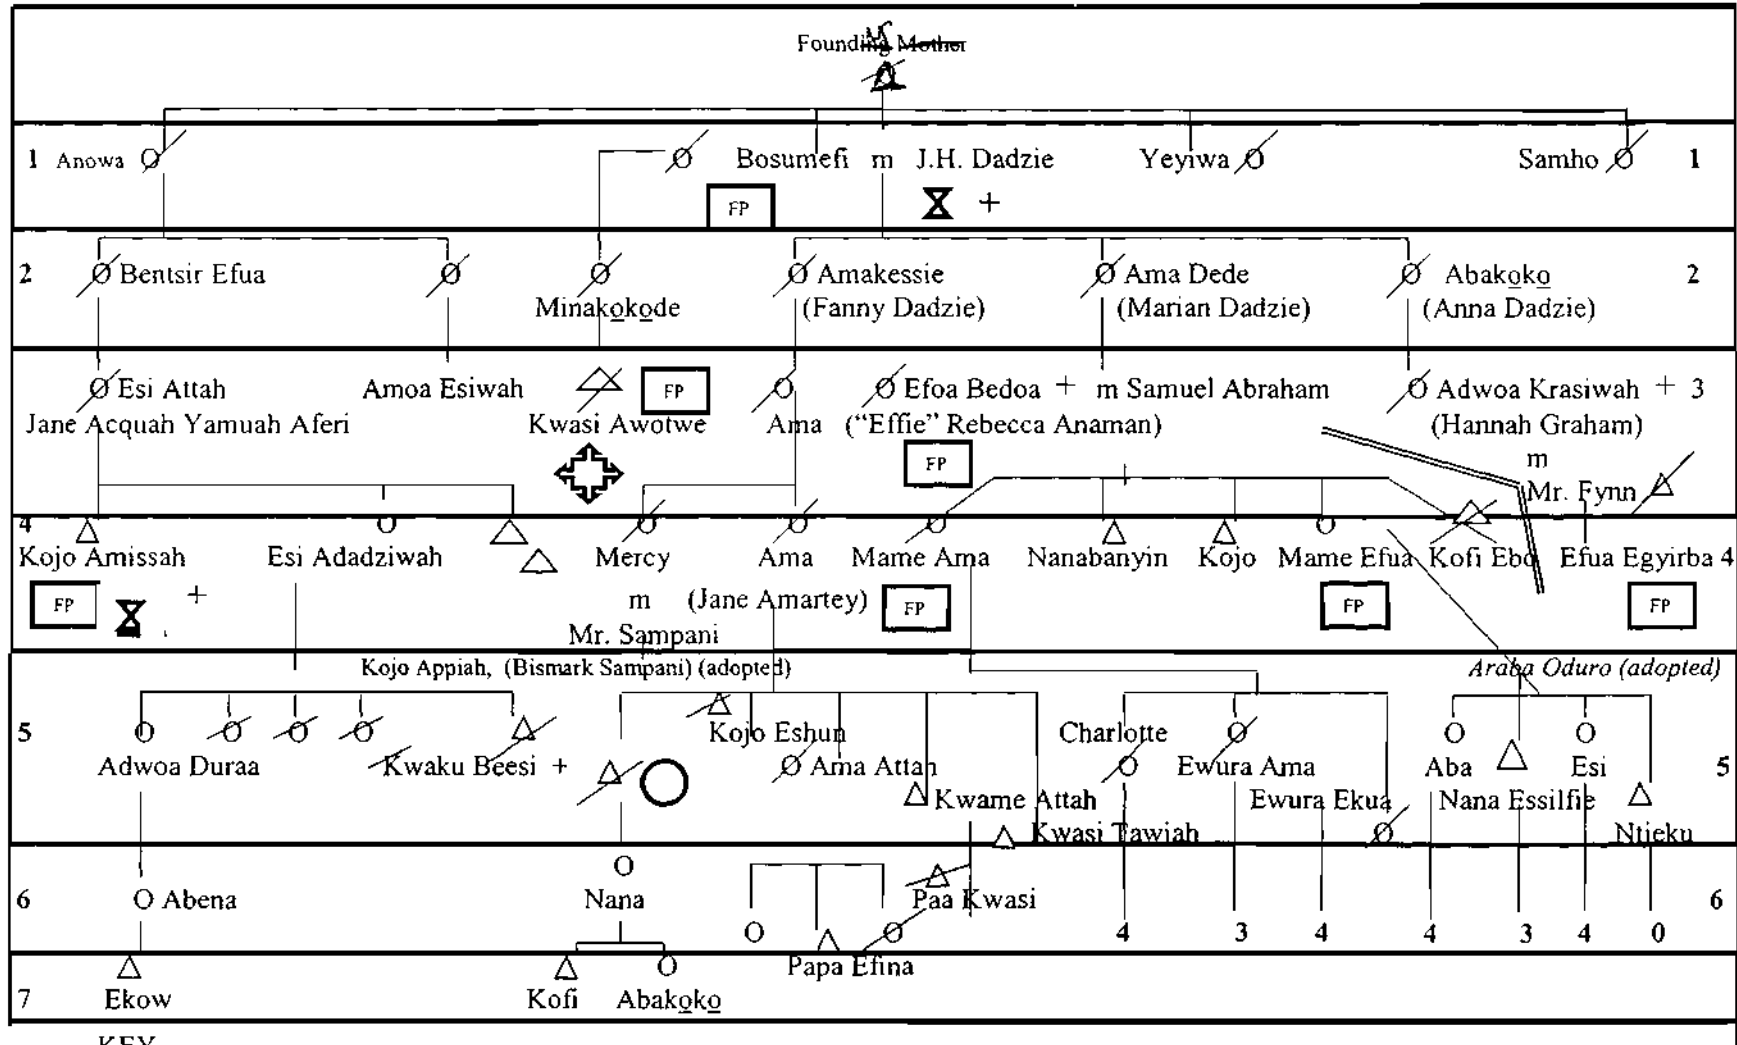 Founding Mother
1 Anowa Bosumefi m J.H. Dadzie Yeyiwa Samho 1
FP +
2 Bentsir Efua Amakessie Ama Dede Abakoko 2
Minakokode (Fanny Dadzie) (Marian Dadzie) (Anna Dadzie)
Esi Attah Amoa Esiwah FP Efoa Bedoa + m Samuel Abraham Adwoa Krasiwah + 3
Jane Acquah Yamuah Aferi Kwasi Awotwe Ama ("Effie" Rebecca Anaman) (Hannah Graham)
FP m
Mr. Fynn
4
Kojo Amissah Esi Adadziwah Mercy Ama Mame Ama Nanabanyin Kojo Mame Efua Kofi Ebo Efua Egyirba 4
FP + m (Jane Amartey) FP FP FP
Mr. Sampani
Kojo Appiah, (Bismark Sampani) (adopted) Araba Oduro (adopted)
5 Kojo Eshun Charlotte
Adwoa Duraa Kwaku Beesi + Ama Attah Ewura Ama Aba Esi 5
Kwame Attah Ewura Ekua Nana Essilfie
Kwasi Tawiah Ntieku
6 Abena Nana Paa Kwasi 6
4 3 4 4 3 4 0
Papa Efina
7 Ekow Kofi Abakoko
KEY